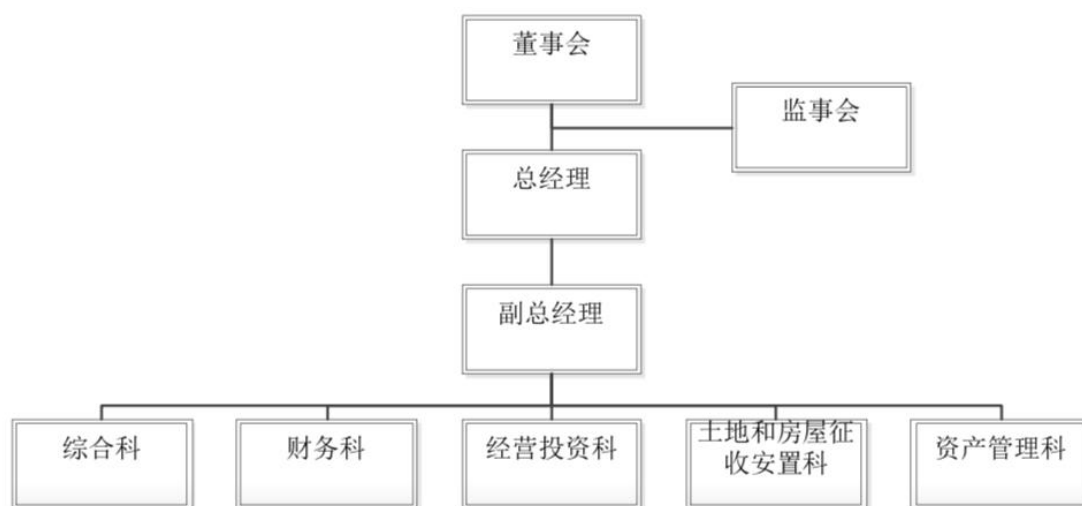 董事会
监事会
总经理
副总经理
综合科
财务科
经营投资科
土地和房屋征
收安置科
资产管理科